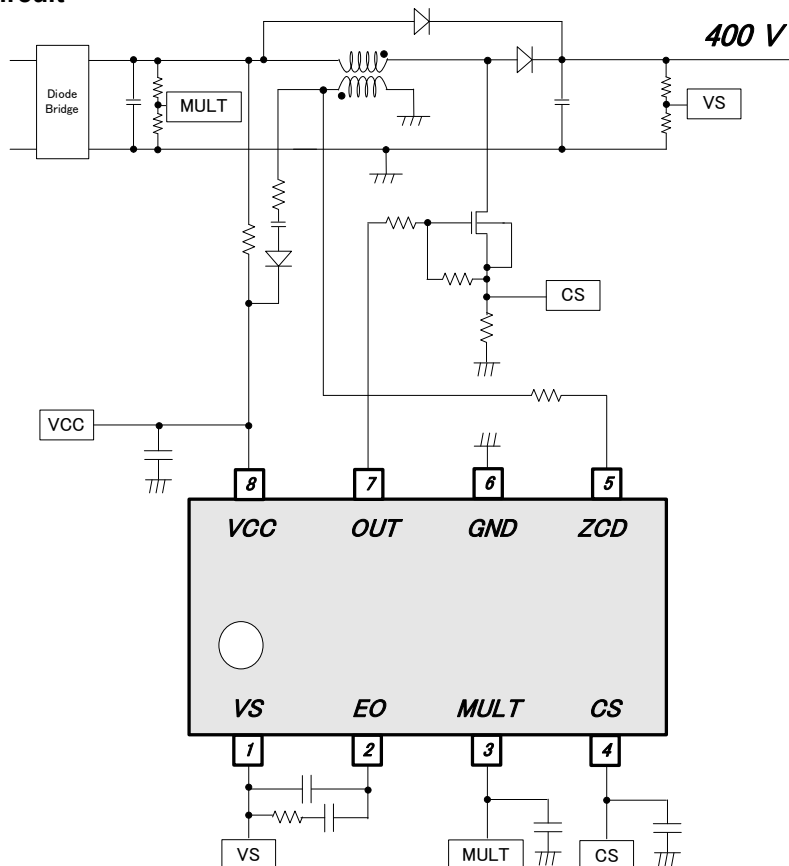 400 V
Diode
Bridge
MULT
VS
CS
VCC
8
7
6
5
VCC
OUT
GND
ZCD
VS
EO
MULT
CS
1
2
3
4
VS
MULT
CS